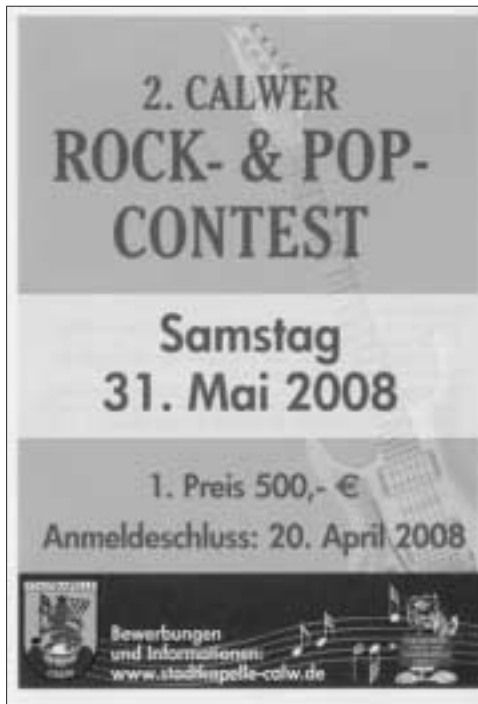 2. CALWER
ROCK- & POP-
CONTEST
Samstag
31. Mai 2008
1. Preis 500,- €
Anmeldeschluss: 20. April 2008
Bewerbungen
und Informationen:
www.stadtkapelle-calw.de